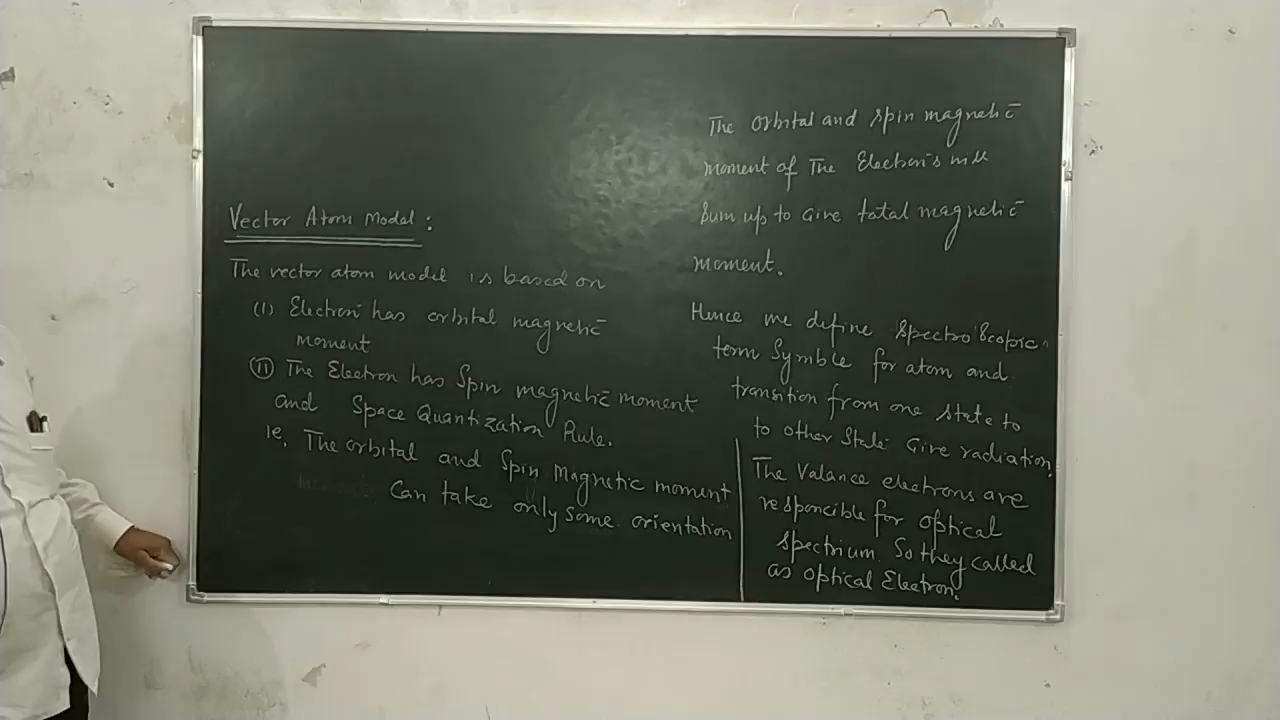 Vector Atom Model :
The vector atom model is based on
(1) Electron has orbital magnetic
moment
(II) The Electron has Spin magnetic moment
and Space Quantization Rule.
ie. The orbital and Spin Magnetic moment
Can take only some orientation
The orbital and spin magnetic
moment of The Electron's will
sum up to Give total magnetic
moment.
Hence we define Spectro Scopic
term Symble for atom and
transition from one state to
to other State Give radiation.
The Valance electrons are
responcible for optical
spectrium. So they called
as optical Electron.